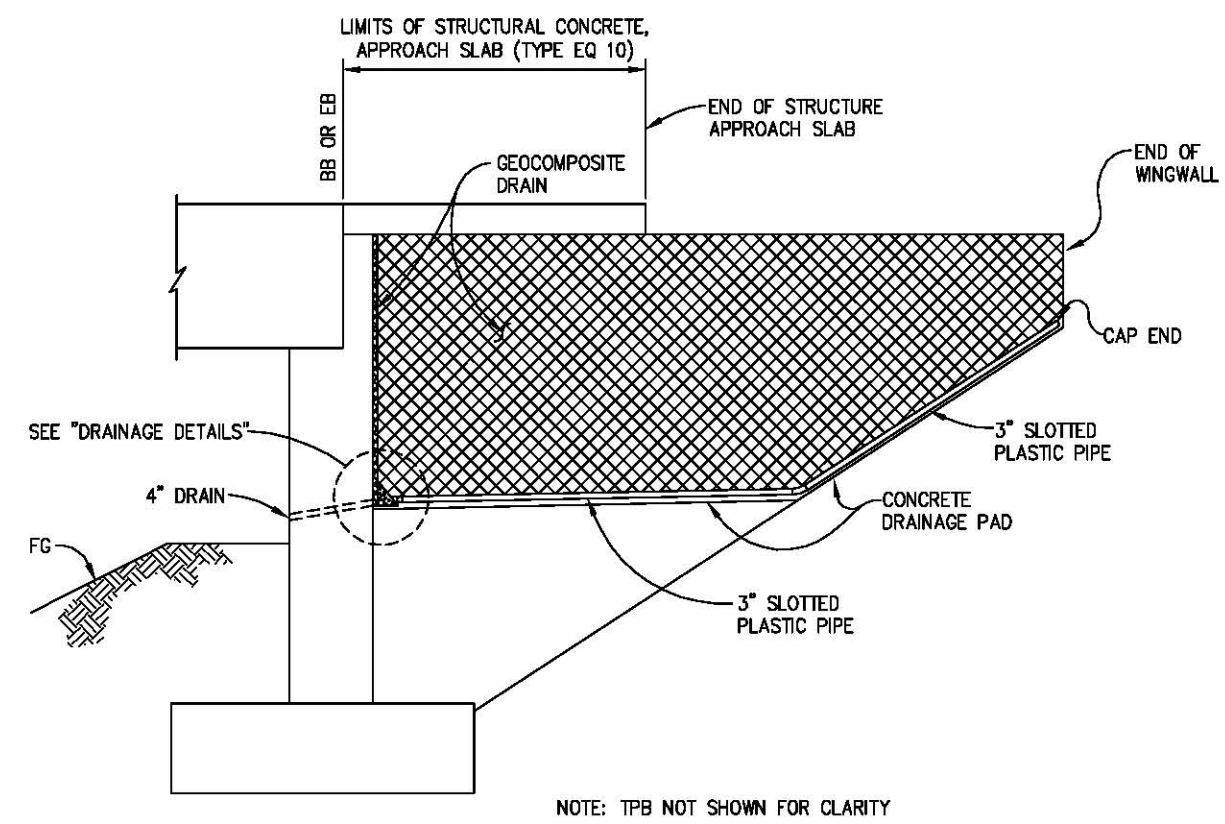 LIMITS OF STRUCTURAL CONCRETE,
APPROACH SLAB (TYPE EQ 10)
BB OR EB
END OF STRUCTURE
APPROACH SLAB
GEOCOMPOSITE
DRAIN
END OF
WINGWALL
CAP END
SEE "DRAINAGE DETAILS"
3" SLOTTED
PLASTIC PIPE
4" DRAIN
CONCRETE
DRAINAGE PAD
FG
3" SLOTTED
PLASTIC PIPE
NOTE: TPB NOT SHOWN FOR CLARITY